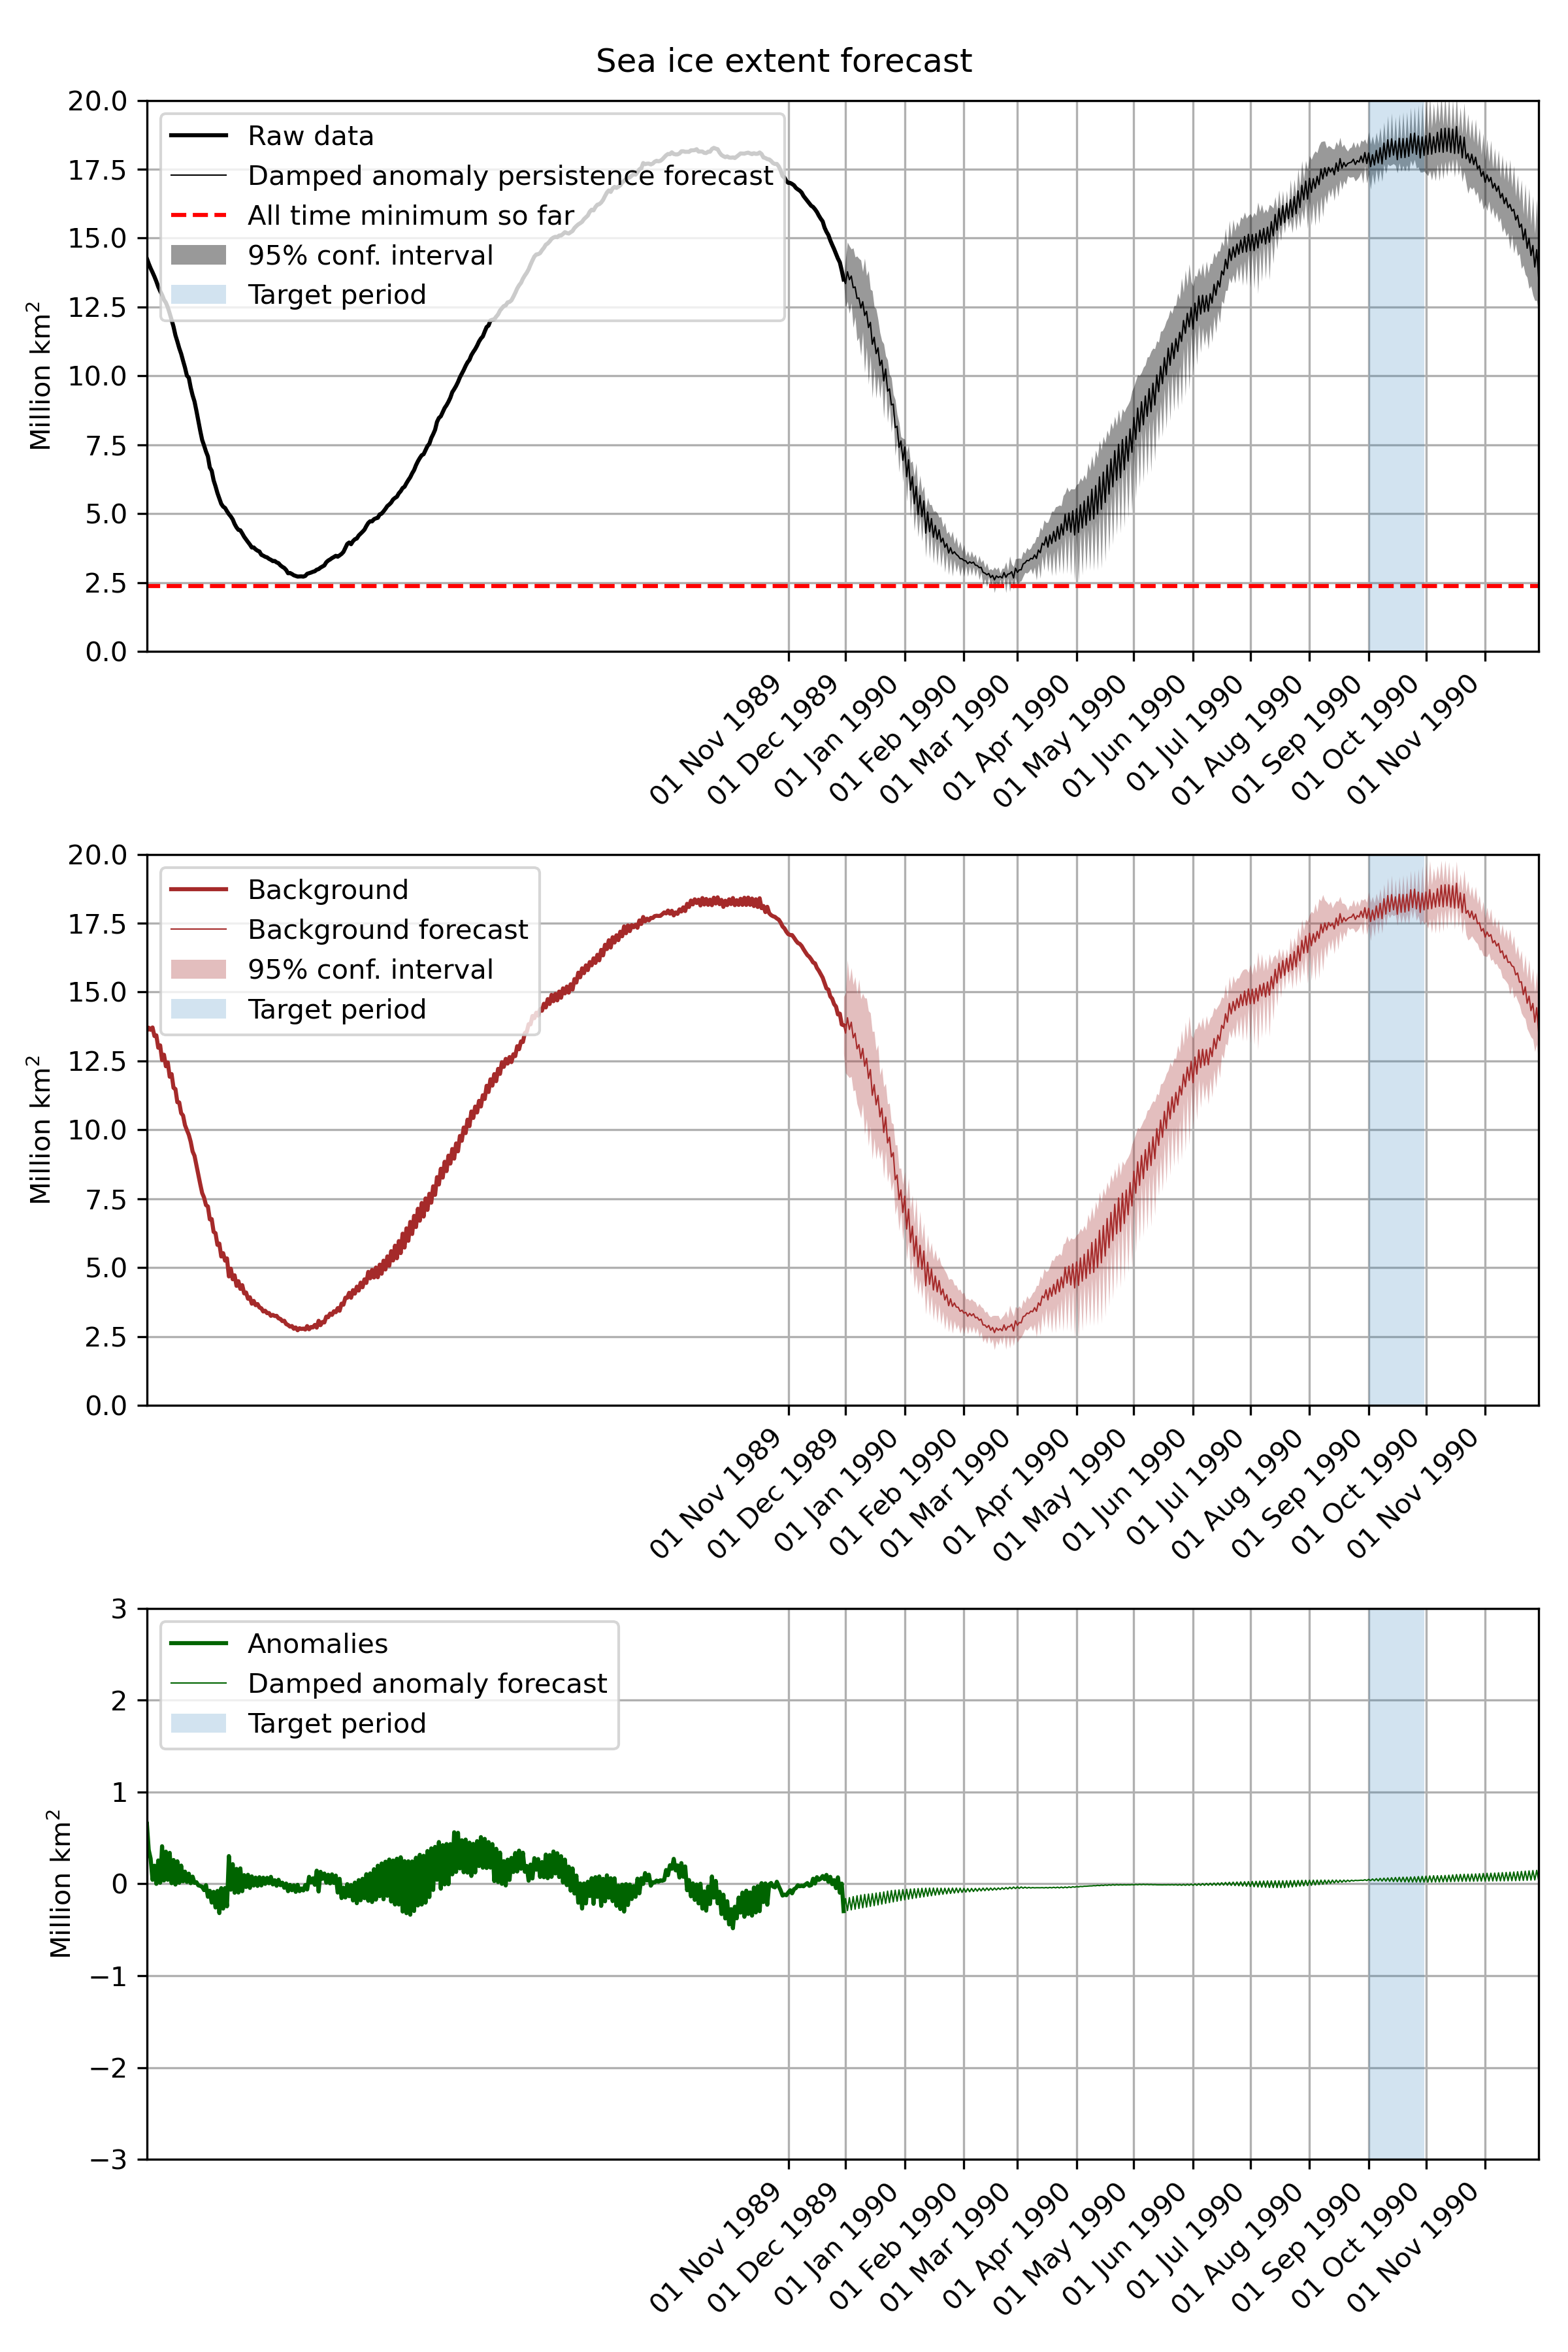 Sea ice extent forecast
20.0
17.5
15.0
12.5
10.0
7.5
5.0
2.5
0.0
Million km²
Raw data
Damped anomaly persistence forecast
All time minimum so far
95% conf. interval
Target period
01 Nov 1989
01 Dec 1989
01 Jan 1990
01 Feb 1990
01 Mar 1990
01 Apr 1990
01 May 1990
01 Jun 1990
01 Jul 1990
01 Aug 1990
01 Sep 1990
01 Oct 1990
01 Nov 1990
20.0
17.5
15.0
12.5
10.0
7.5
5.0
2.5
0.0
Million km²
Background
Background forecast
95% conf. interval
Target period
01 Nov 1989
01 Dec 1989
01 Jan 1990
01 Feb 1990
01 Mar 1990
01 Apr 1990
01 May 1990
01 Jun 1990
01 Jul 1990
01 Aug 1990
01 Sep 1990
01 Oct 1990
01 Nov 1990
3
2
1
0
−1
−2
−3
Million km²
Anomalies
Damped anomaly forecast
Target period
01 Nov 1989
01 Dec 1989
01 Jan 1990
01 Feb 1990
01 Mar 1990
01 Apr 1990
01 May 1990
01 Jun 1990
01 Jul 1990
01 Aug 1990
01 Sep 1990
01 Oct 1990
01 Nov 1990